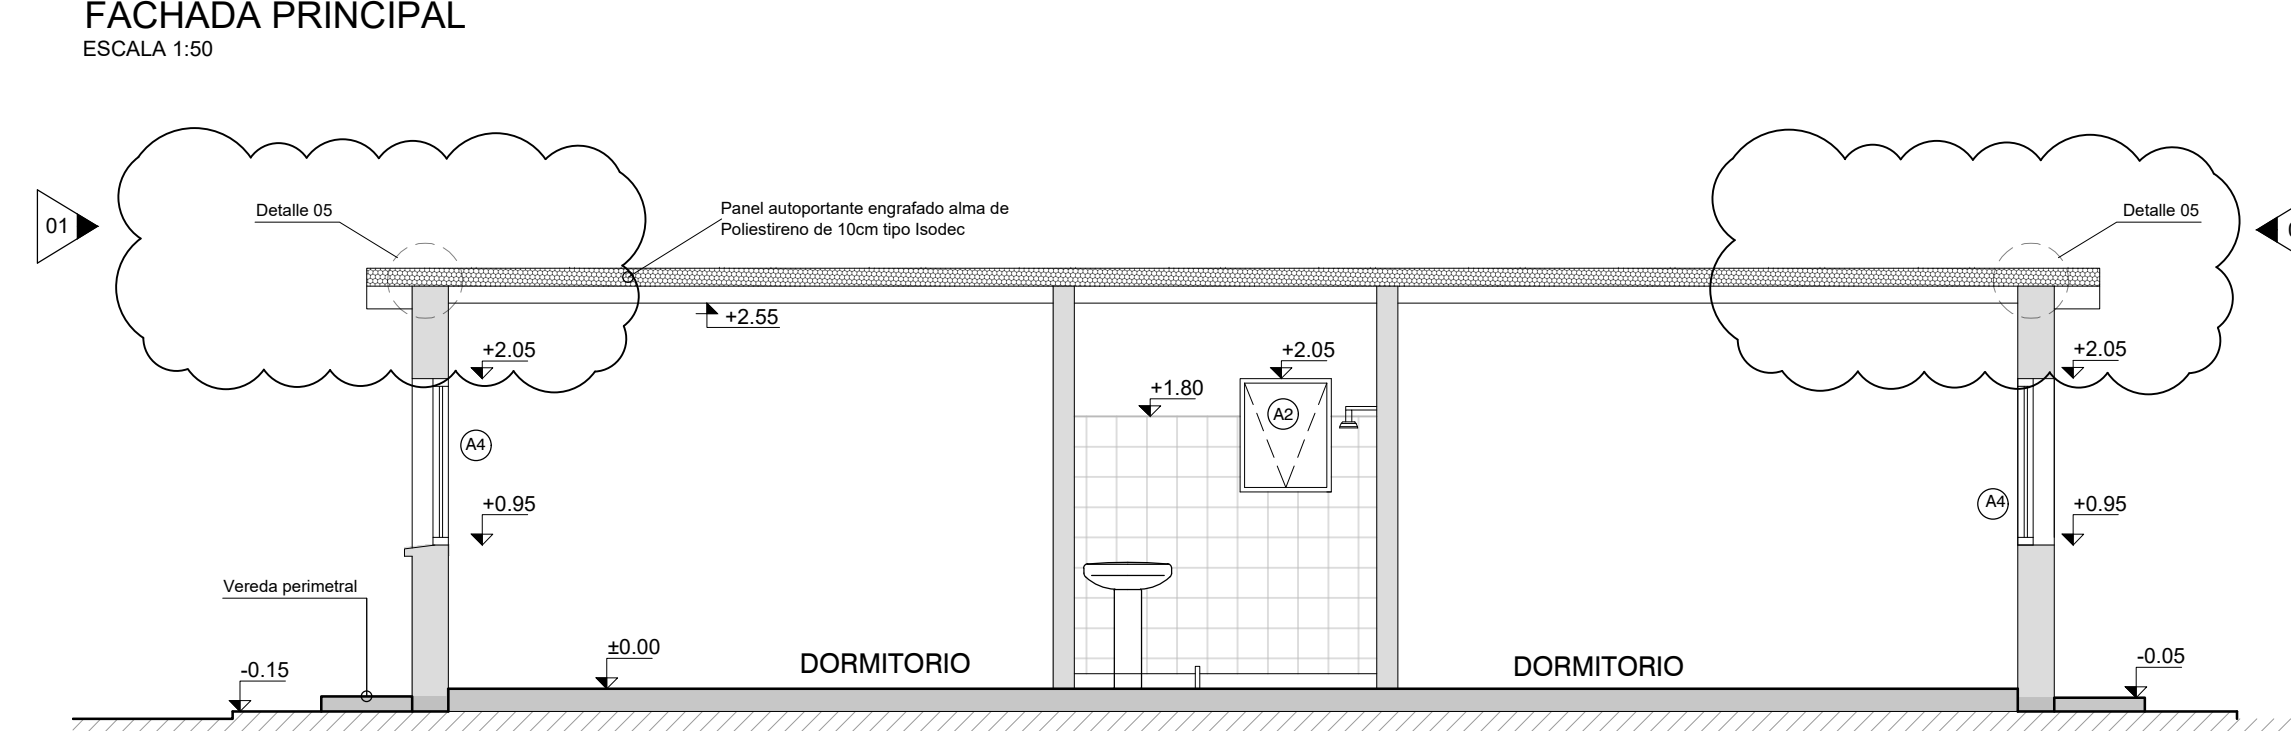 FACHADA PRINCIPAL
ESCALA 1:50
01
Detalle 05
Panel autoportante engrafado alma de
Poliestireno de 10cm tipo Isodec
Detalle 05
+2.55
+2.05
+2.05
+2.05
+1.80
A2
A4
+0.95
A4
+0.95
Vereda perimetral
±0.00
DORMITORIO
DORMITORIO
-0.15
-0.05